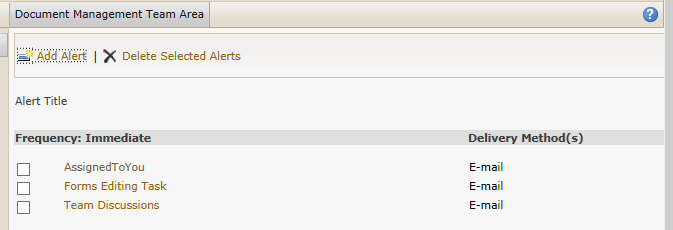 Document Management Team Area
?
Add Alert | Delete Selected Alerts
Alert Title
Frequency: Immediate Delivery Method(s)
AssignedToYou E-mail
Forms Editing Task E-mail
Team Discussions E-mail